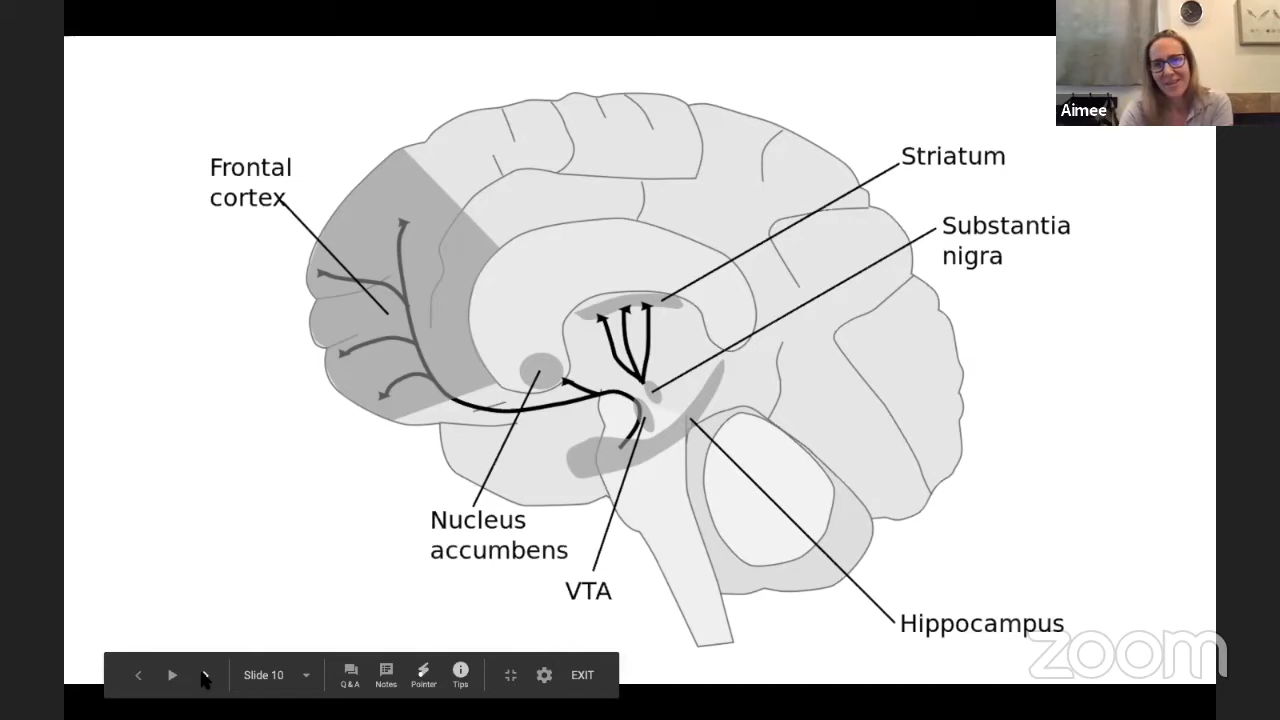 Aimee
Frontal
cortex
Striatum
Substantia
nigra
Nucleus
accumbens
VTA
Hippocampus
zoom
Slide 10
Q & A
Notes
Pointer
Tips
EXIT